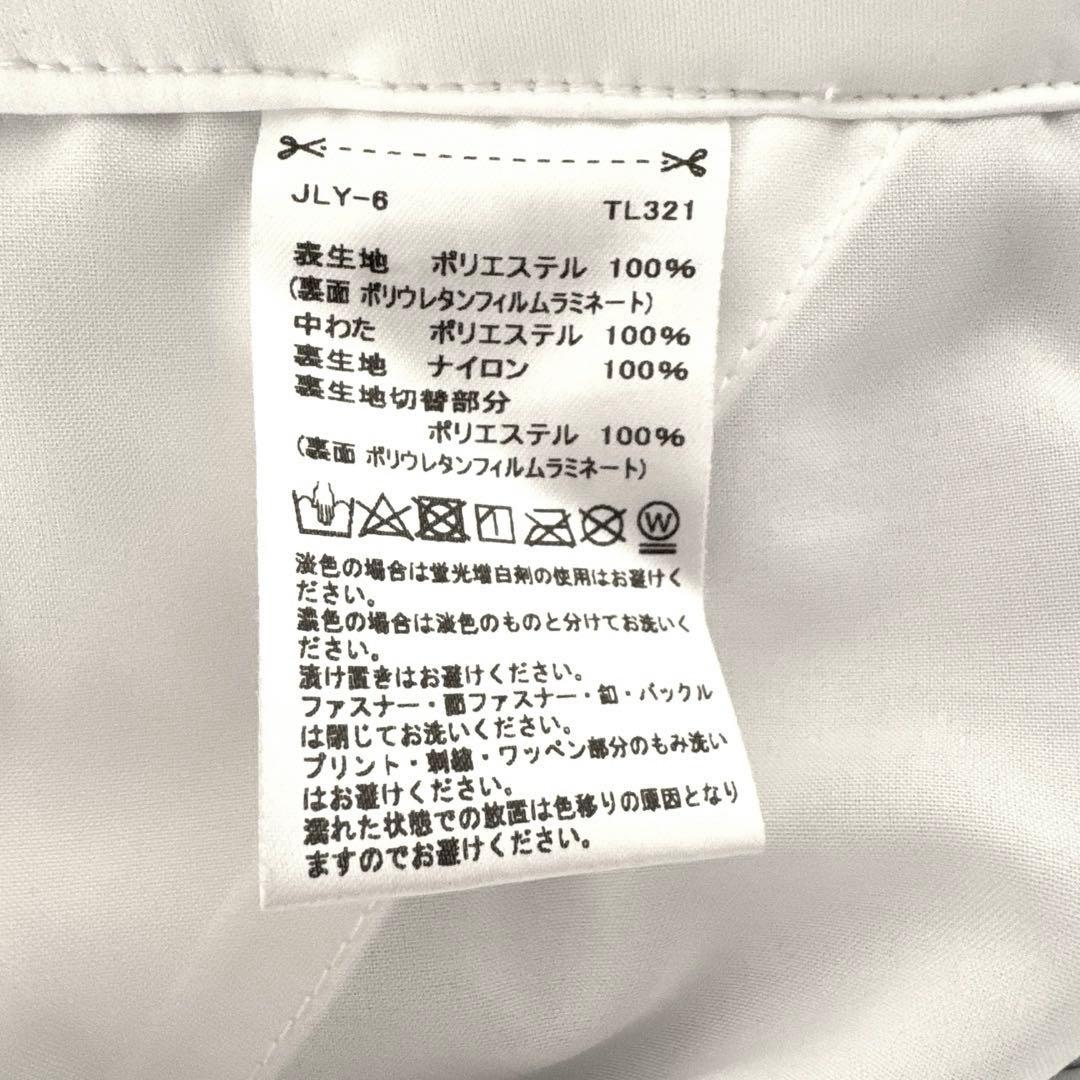 JLY-6 TL321
表生地 ポリエステル 100%
(裏面 ポリウレタンフィルムラミネート)
中わた ポリエステル 100%
裏生地 ナイロン 100%
裏生地切替部分
ポリエステル 100%
(裏面 ポリウレタンフィルムラミネート)
W
淡色の場合は蛍光増白剤の使用はお避けく
ださい。
濃色の場合は淡色のものと分けてお洗いく
ださい。
漬け置きはお避けください。
ファスナー・面ファスナー・釦・バックル
は閉じてお洗いください。
プリント・刺繍・ワッペン部分のもみ洗い
はお避けください。
濡れた状態での放置は色移りの原因となり
ますのでお避けください。